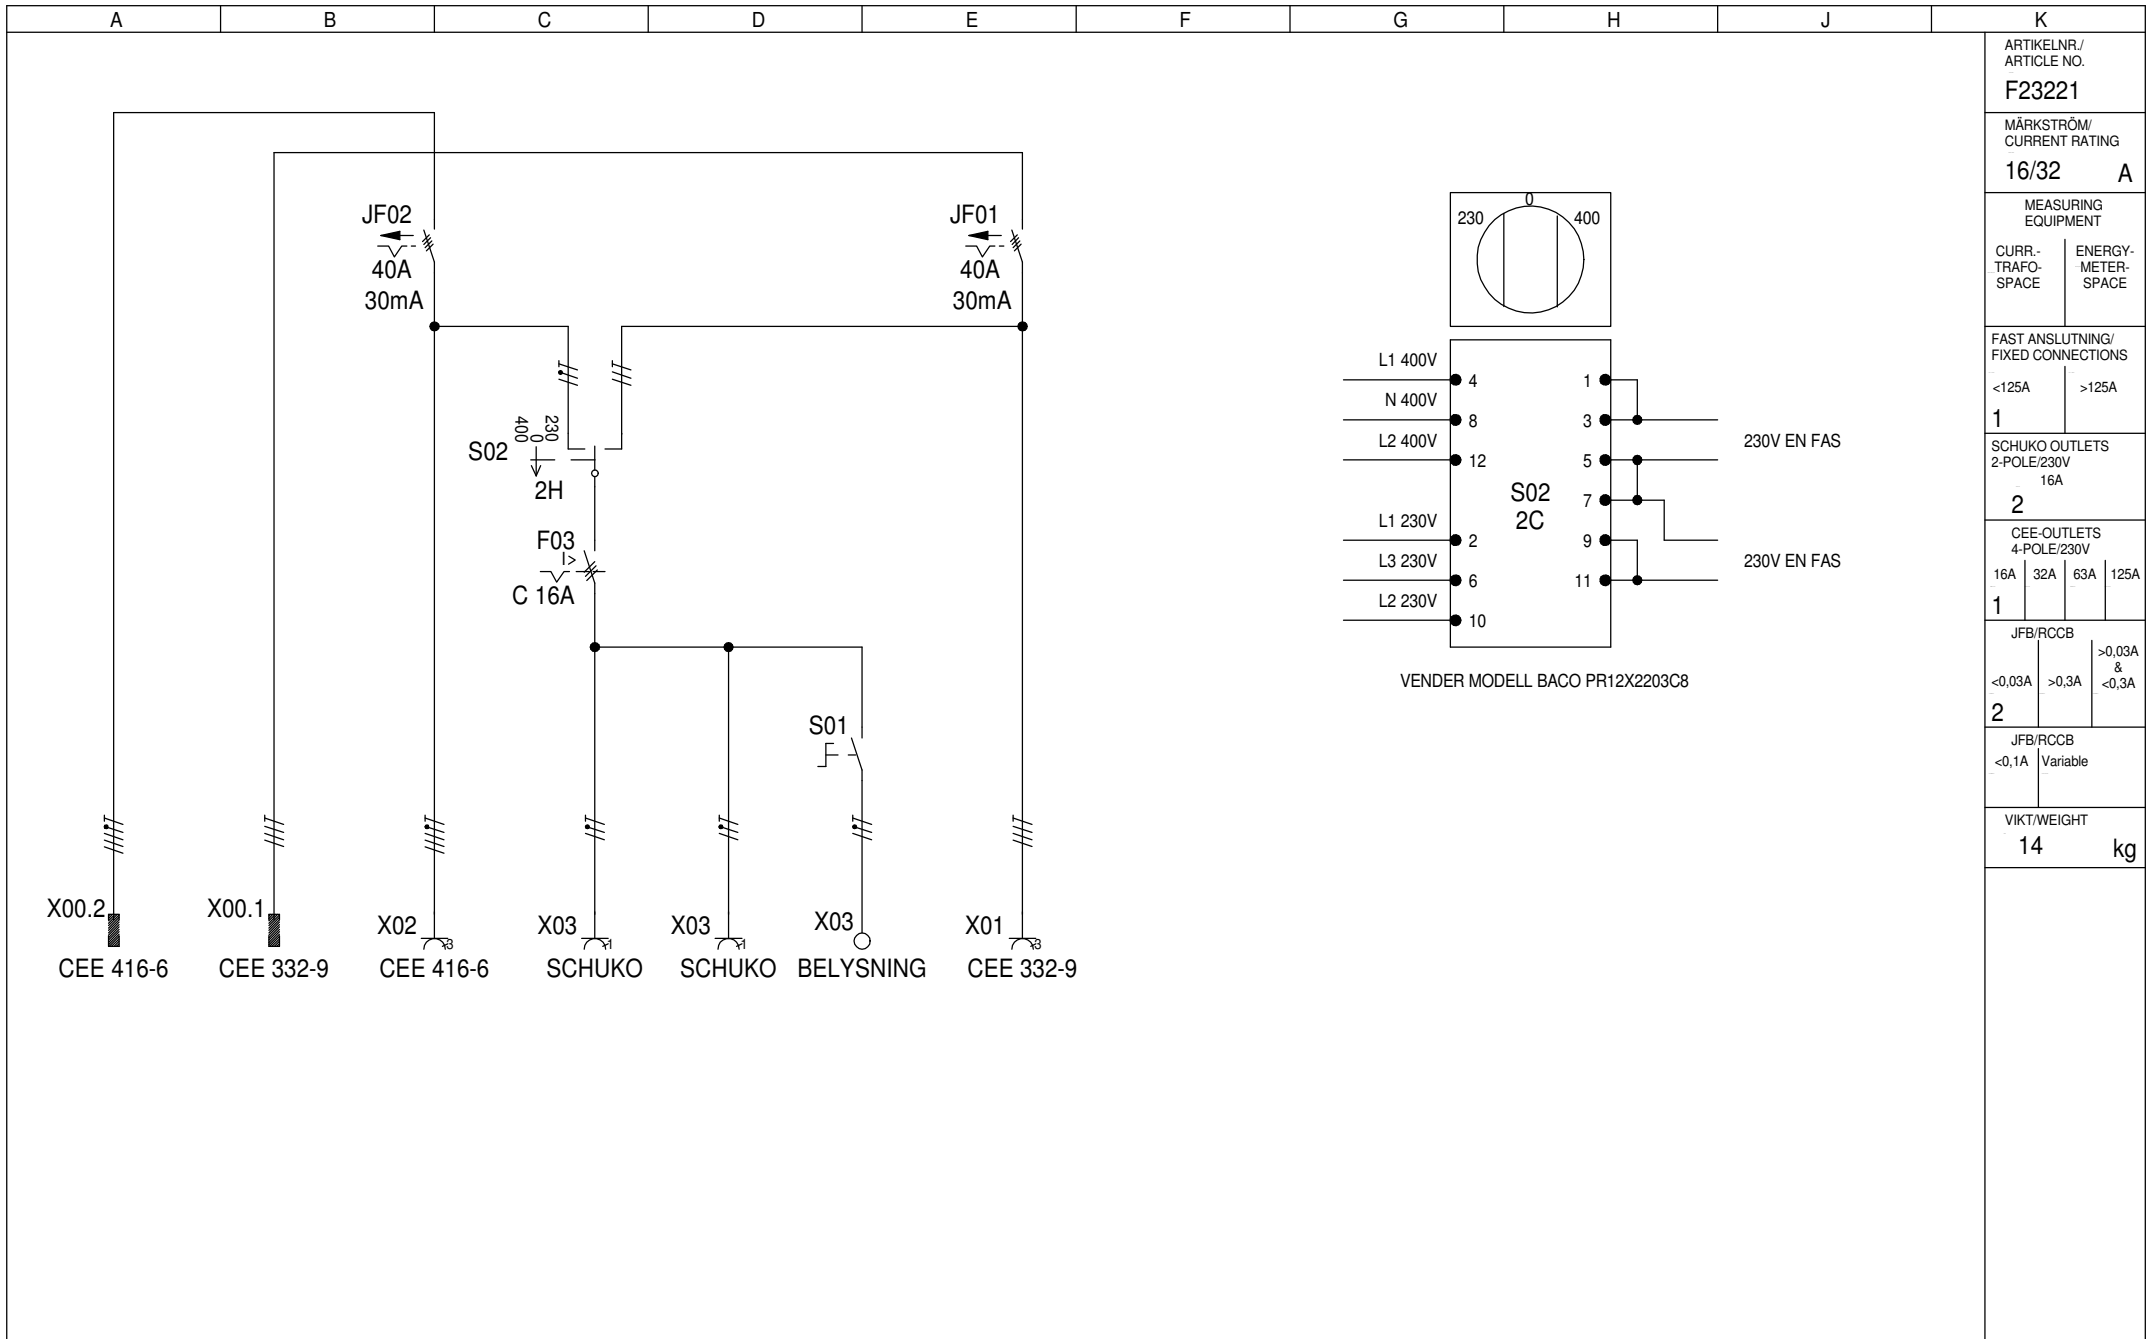 A B C D E F G H J K
ARTIKELNR./
ARTICLE NO.
F23221
MÄRKSTRÖM/
CURRENT RATING
16/32 A
MEASURING
EQUIPMENT
CURR.-
TRAFO-
SPACE
ENERGY-
METER-
SPACE
FAST ANSLUTNING/
FIXED CONNECTIONS
<125A >125A
1
SCHUKO OUTLETS
2-POLE/230V
16A
2
CEE-OUTLETS
4-POLE/230V
16A 32A 63A 125A
1
JFB/RCCB
<0,03A >0,3A
>0,03A
&
<0,3A
2
JFB/RCCB
<0,1A Variable
VIKT/WEIGHT
14 kg
JF02
40A
30mA
JF01
40A
30mA
S02
400
0
230
2H
F03
I>
C 16A
S01
X00.2
CEE 416-6
X00.1
CEE 332-9
X02
3
CEE 416-6
X03
1
SCHUKO
X03
1
SCHUKO
X03
BELYSNING
X01
3
CEE 332-9
230 0 400
L1 400V 4
N 400V 8
L2 400V 12
L1 230V 2
L3 230V 6
L2 230V 10
S02
2C
1
3
5
7
9
11
230V EN FAS
230V EN FAS
VENDER MODELL BACO PR12X2203C8